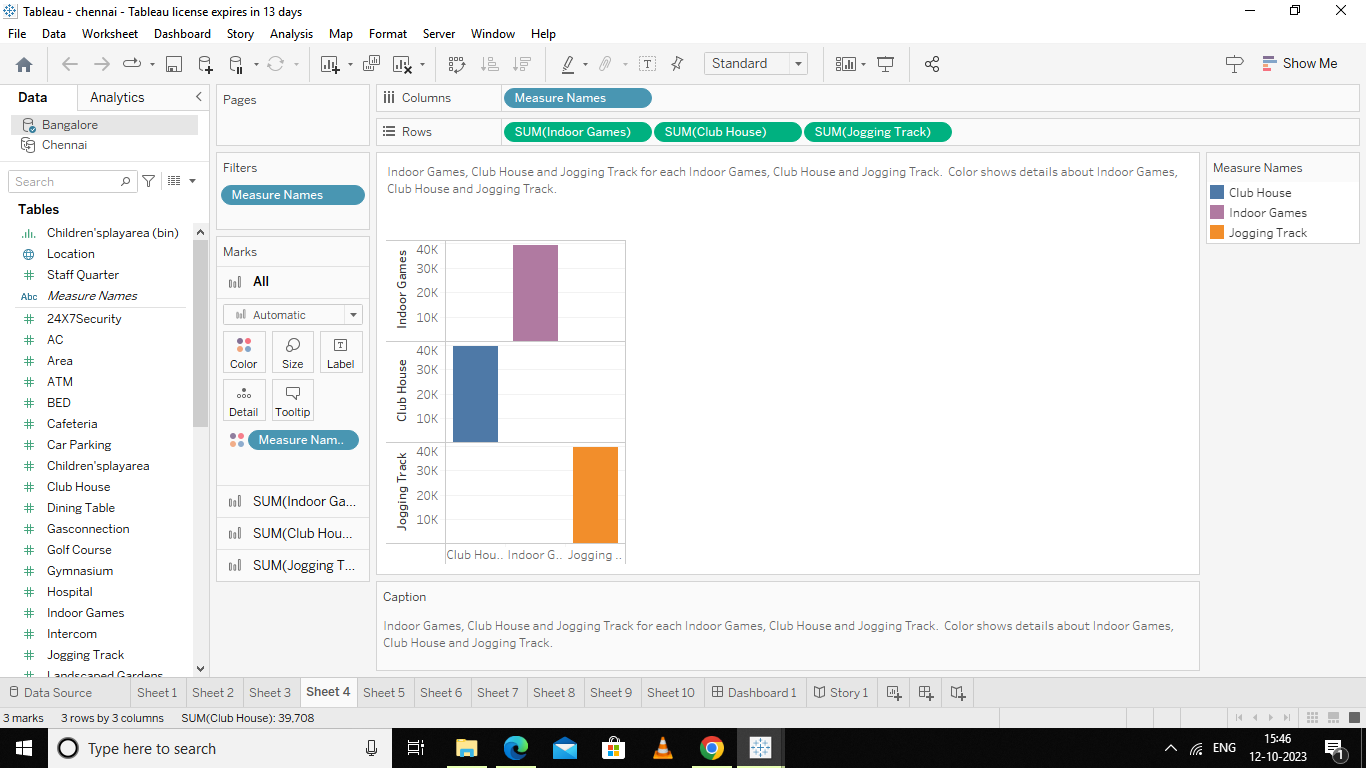 Tableau - chennai - Tableau license expires in 13 days
File Data Worksheet Dashboard Story Analysis Map Format Server Window Help
Standard
Show Me
Data Analytics
Bangalore
Chennai
Search
Tables
Children'splayarea (bin)
Location
Staff Quarter
Abc Measure Names
24X7Security
AC
Area
ATM
BED
Cafeteria
Car Parking
Children'splayarea
Club House
Dining Table
Gasconnection
Golf Course
Gymnasium
Hospital
Indoor Games
Intercom
Jogging Track
Landscaped Gardens
Pages
Filters
Measure Names
Marks
All
Automatic
Color Size Label
Detail Tooltip
Measure Nam..
SUM(Indoor Ga...
SUM(Club Hou...
SUM(Jogging T...
Columns Measure Names
Rows SUM(Indoor Games) SUM(Club House) SUM(Jogging Track)
Indoor Games, Club House and Jogging Track for each Indoor Games, Club House and Jogging Track. Color shows details about Indoor Games,
Club House and Jogging Track.
Indoor Games
40K
30K
20K
10K
Club House
40K
30K
20K
10K
Jogging Track
40K
30K
20K
10K
Club Hou.. Indoor G.. Jogging ..
Caption
Indoor Games, Club House and Jogging Track for each Indoor Games, Club House and Jogging Track. Color shows details about Indoor Games,
Club House and Jogging Track.
Measure Names
Club House
Indoor Games
Jogging Track
Data Source Sheet 1 Sheet 2 Sheet 3 Sheet 4 Sheet 5 Sheet 6 Sheet 7 Sheet 8 Sheet 9 Sheet 10 Dashboard 1 Story 1
3 marks 3 rows by 3 columns SUM(Club House): 39,708
Type here to search
ENG
15:46
12-10-2023
1